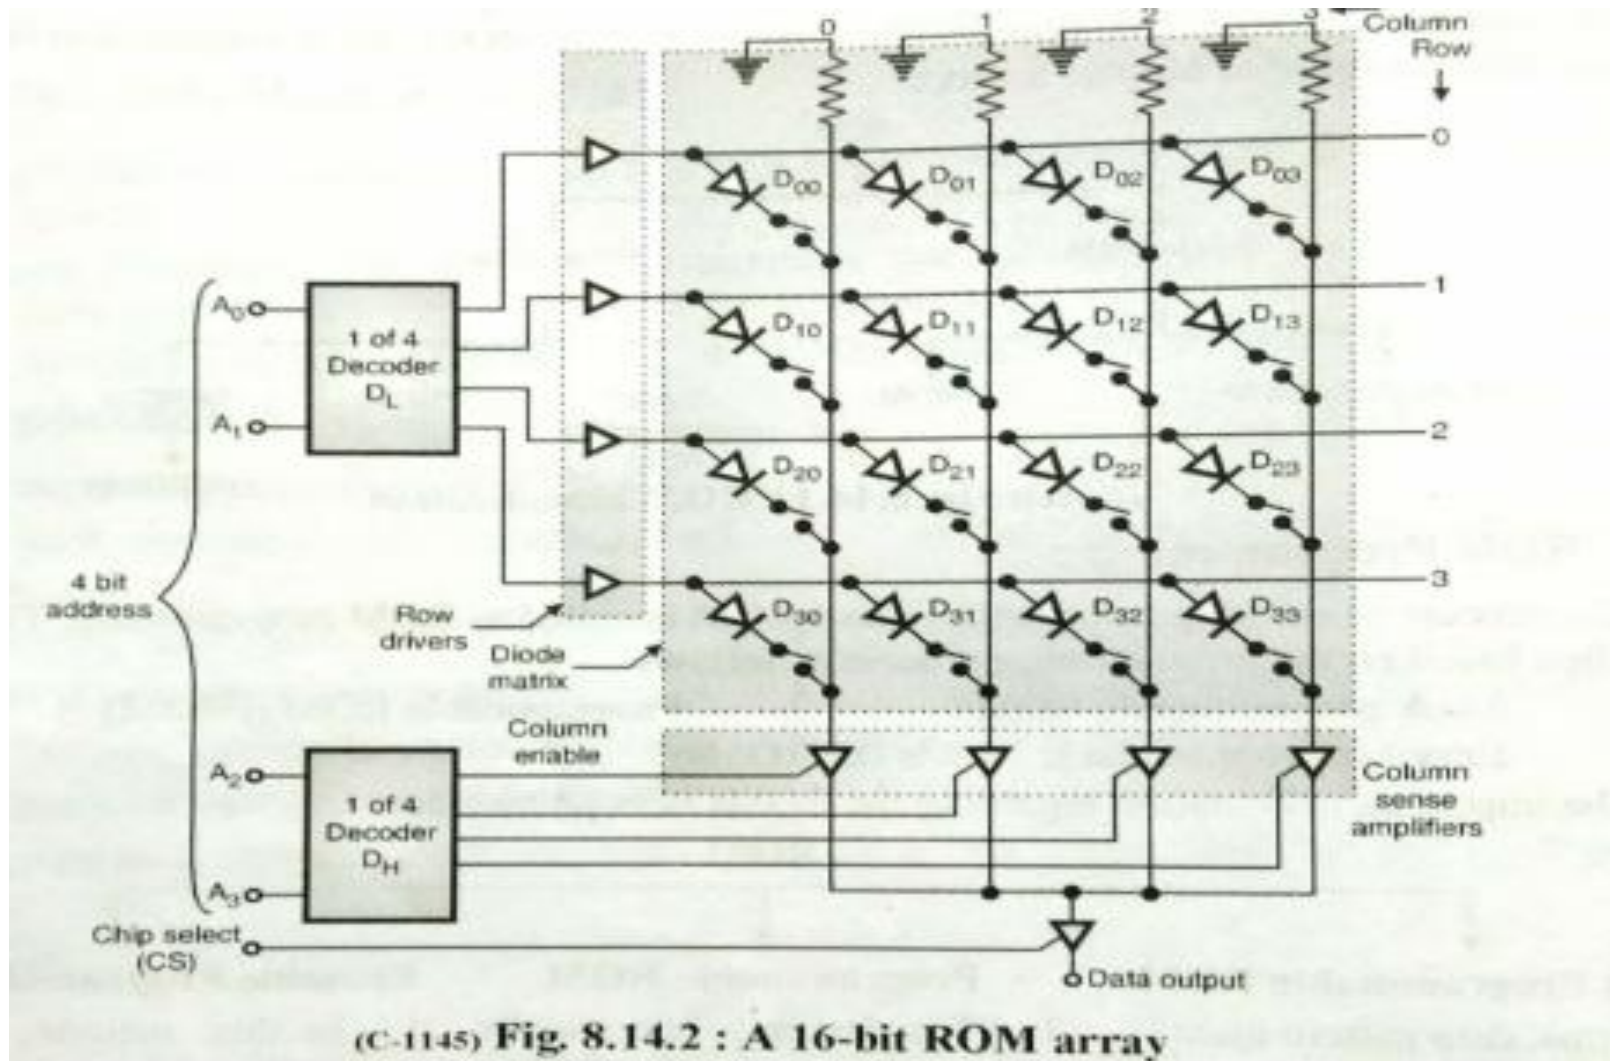 0 1 2 3
Column
Row
0
D00 D01 D02 D03
1
D10 D11 D12 D13
2
D20 D21 D22 D23
3
D30 D31 D32 D33
A0
1 of 4
Decoder
DL
A1
4 bit
address
Row
drivers
Diode
matrix
Column
enable
A2
1 of 4
Decoder
DH
A3
Column
sense
amplifiers
Chip select
(CS)
Data output
(C-1145) Fig. 8.14.2 : A 16-bit ROM array